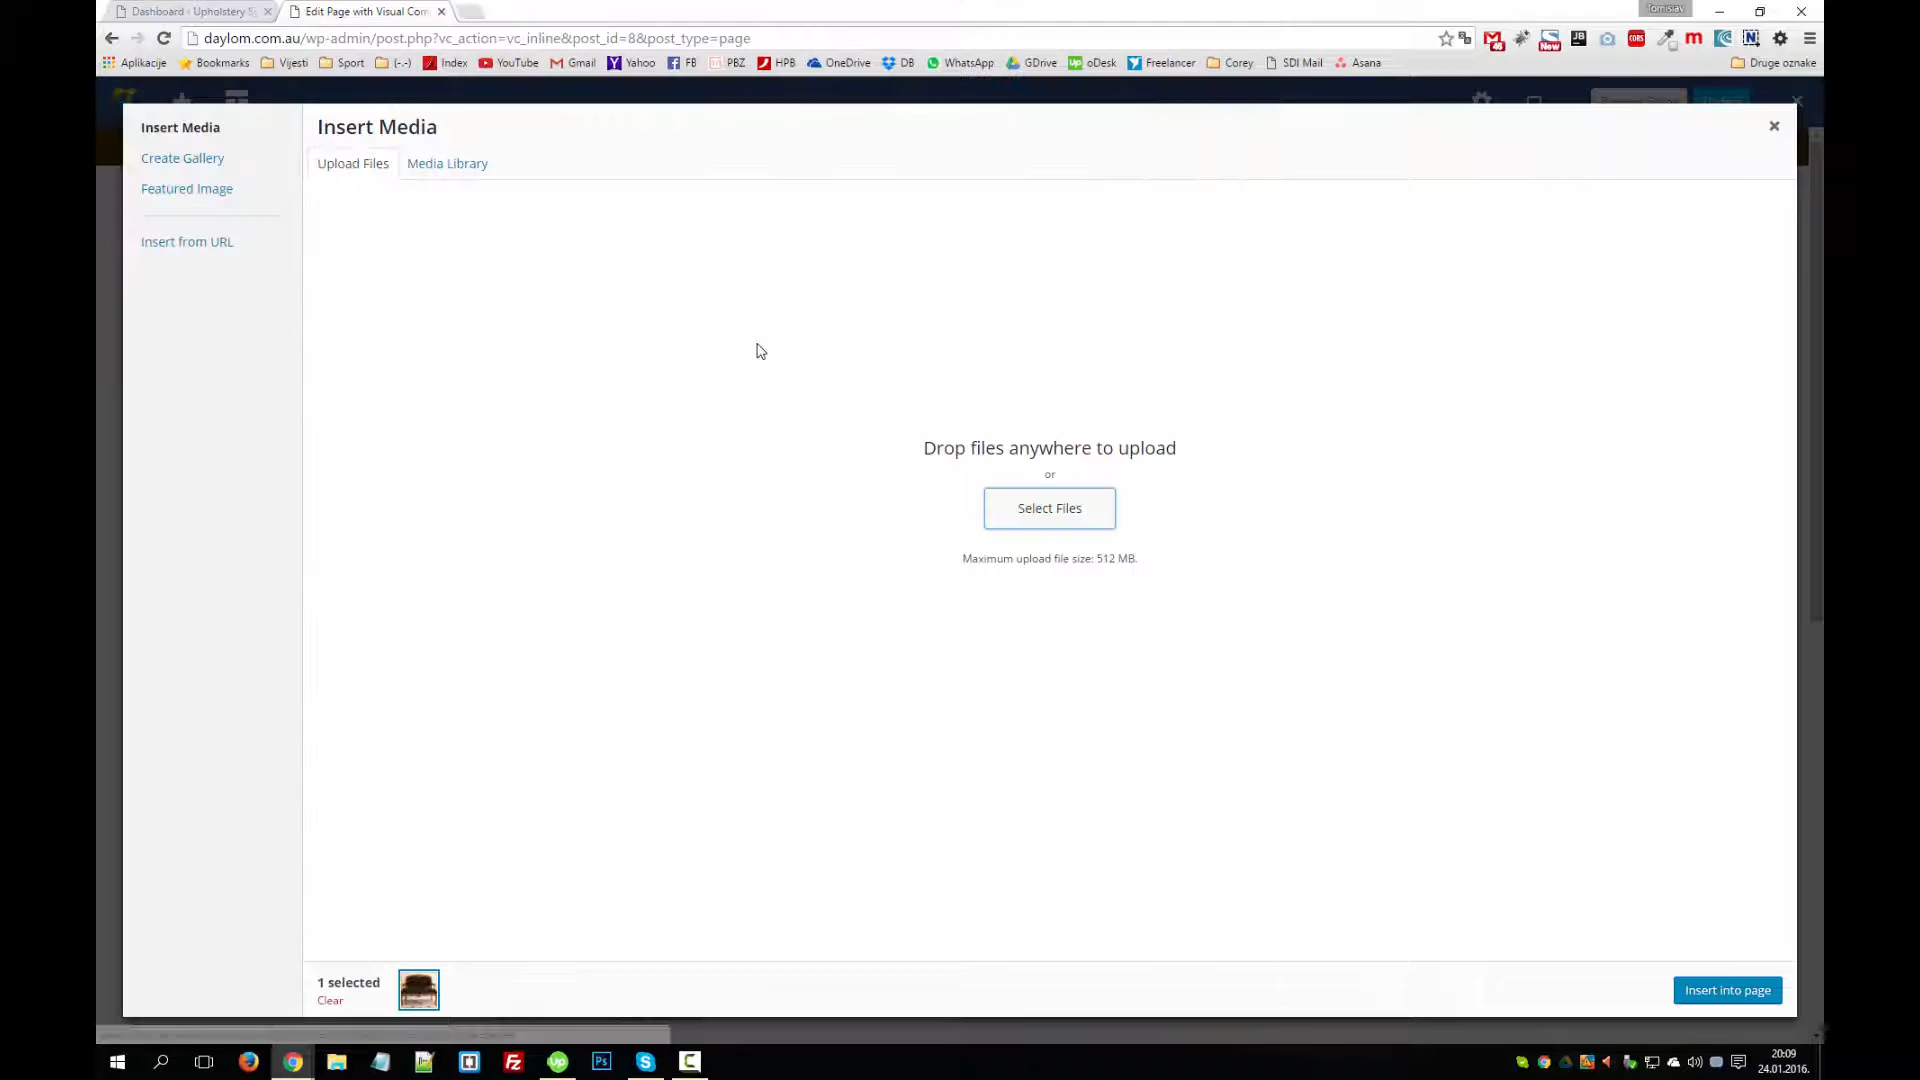 Dashboard ‹ Upholstery S
Edit Page with Visual Com
Tomislav
daylom.com.au/wp-admin/post.php?vc_action=vc_inline&post_id=8&post_type=page
Aplikacije Bookmarks Vijesti Sport (-.-) Index YouTube Gmail Yahoo FB PBZ HPB OneDrive DB WhatsApp GDrive oDesk Freelancer Corey SDI Mail Asana Druge oznake
Insert Media
Create Gallery
Featured Image
Insert from URL
Insert Media
Upload Files Media Library
Drop files anywhere to upload
or
Select Files
Maximum upload file size: 512 MB.
1 selected
Clear
Insert into page
20:09
24.01.2016.